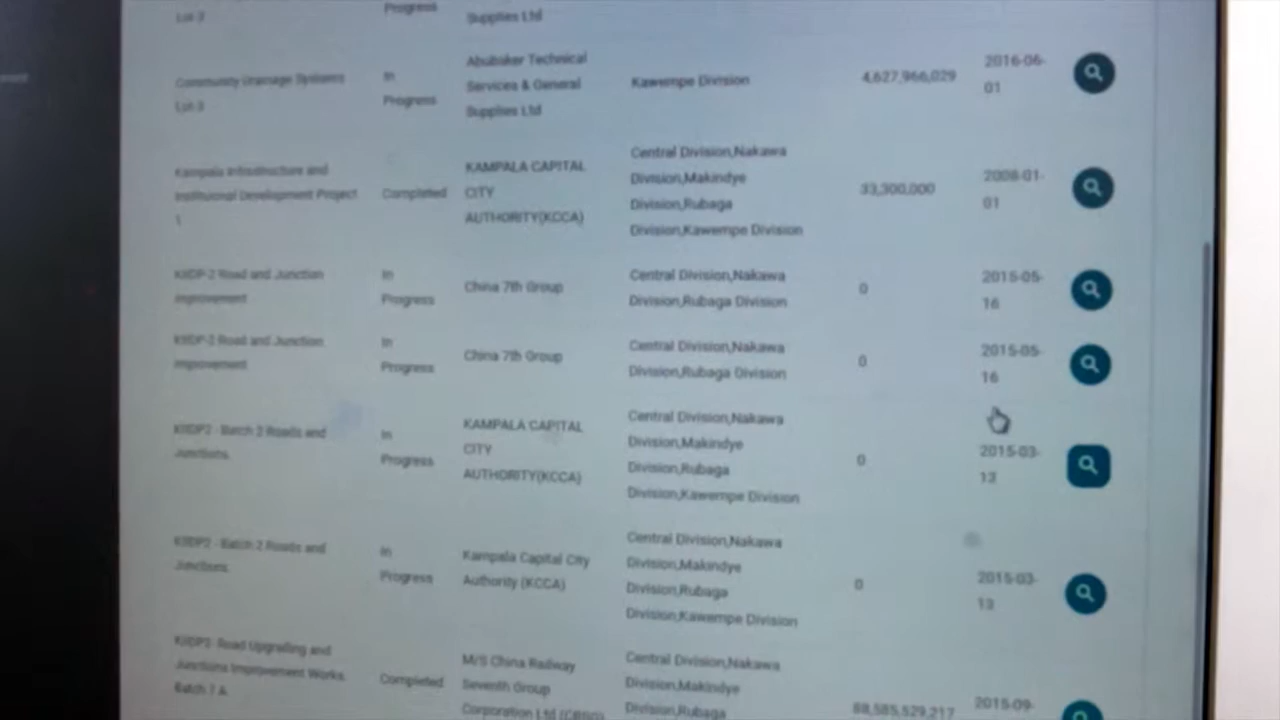 Lot-3
Progress
Supplies Ltd
Community Drainage Systems
Lot-3
In
Progress
Abubaker Technical
Services & General
Supplies Ltd
Kawempe Division
4,627,966,029
2016-06-
01
Kampala Infrastructure and
Institutional Development Project
1
Completed
KAMPALA CAPITAL
CITY
AUTHORITY(KCCA)
Central Division,Nakawa
Division,Makindye
Division,Rubaga
Division,Kawempe Division
33,300,000
2008-01-
01
KIIDP-2 Road and Junction
improvement
In
Progress
China 7th Group
Central Division,Nakawa
Division,Rubaga Division
0
2015-05-
16
KIIDP-2 Road and Junction
improvement
In
Progress
China 7th Group
Central Division,Nakawa
Division,Rubaga Division
0
2015-05-
16
KIIDP2 - Batch 2 Roads and
Junctions.
In
Progress
KAMPALA CAPITAL
CITY
AUTHORITY(KCCA)
Central Division,Nakawa
Division,Makindye
Division,Rubaga
Division,Kawempe Division
0
2015-03-
13
KIIDP2 - Batch 2 Roads and
Junctions.
In
Progress
Kampala Capital City
Authority (KCCA)
Central Division,Nakawa
Division,Makindye
Division,Rubaga
Division,Kawempe Division
0
2015-03-
13
KIIDP2- Road Upgrading and
Junctions Improvement Works.
Batch 1 &
Completed
M/S China Railway
Seventh Group
Corporation Ltd
Central Division,Nakawa
Division,Makindye
Division,Rubaga
88,585,529,217
2015-09-